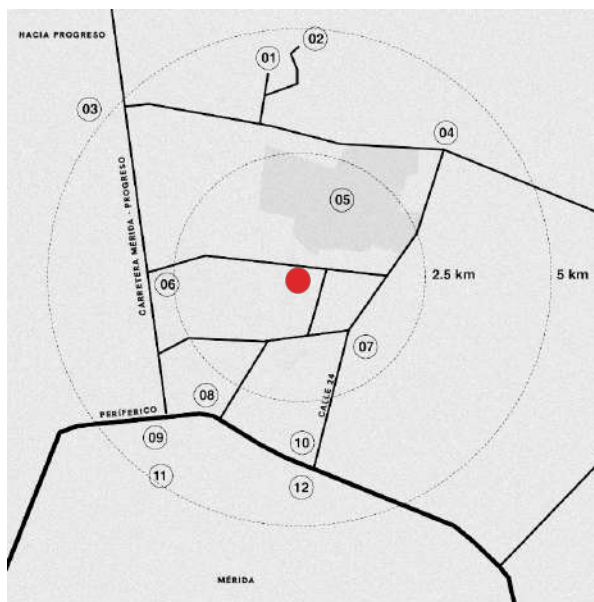 HACIA PROGRESO
02
01
03
04
CARRETERA MÉRIDA - PROGRESO
05
06
2.5 km
5 km
07
CALLE 24
08
PERÍFERICO
09
10
11
12
MÉRIDA